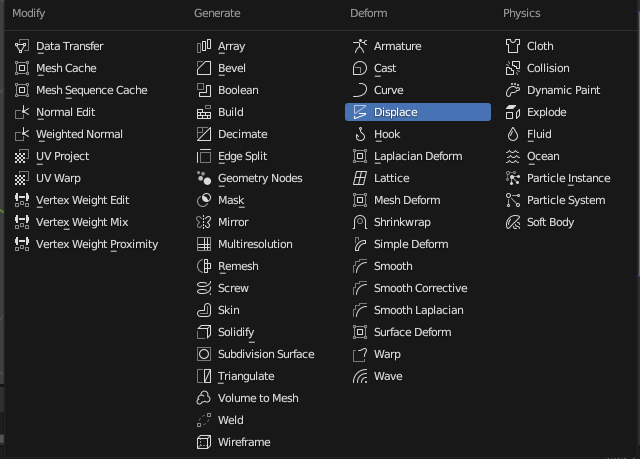 Modify
Data Transfer
Mesh Cache
Mesh Sequence Cache
Normal Edit
Weighted Normal
UV Project
UV Warp
Vertex Weight Edit
Vertex Weight Mix
Vertex Weight Proximity
Generate
Array
Bevel
Boolean
Build
Decimate
Edge Split
Geometry Nodes
Mask
Mirror
Multiresolution
Remesh
Screw
Skin
Solidify
Subdivision Surface
Triangulate
Volume to Mesh
Weld
Wireframe
Deform
Armature
Cast
Curve
Displace
Hook
Laplacian Deform
Lattice
Mesh Deform
Shrinkwrap
Simple Deform
Smooth
Smooth Corrective
Smooth Laplacian
Surface Deform
Warp
Wave
Physics
Cloth
Collision
Dynamic Paint
Explode
Fluid
Ocean
Particle Instance
Particle System
Soft Body